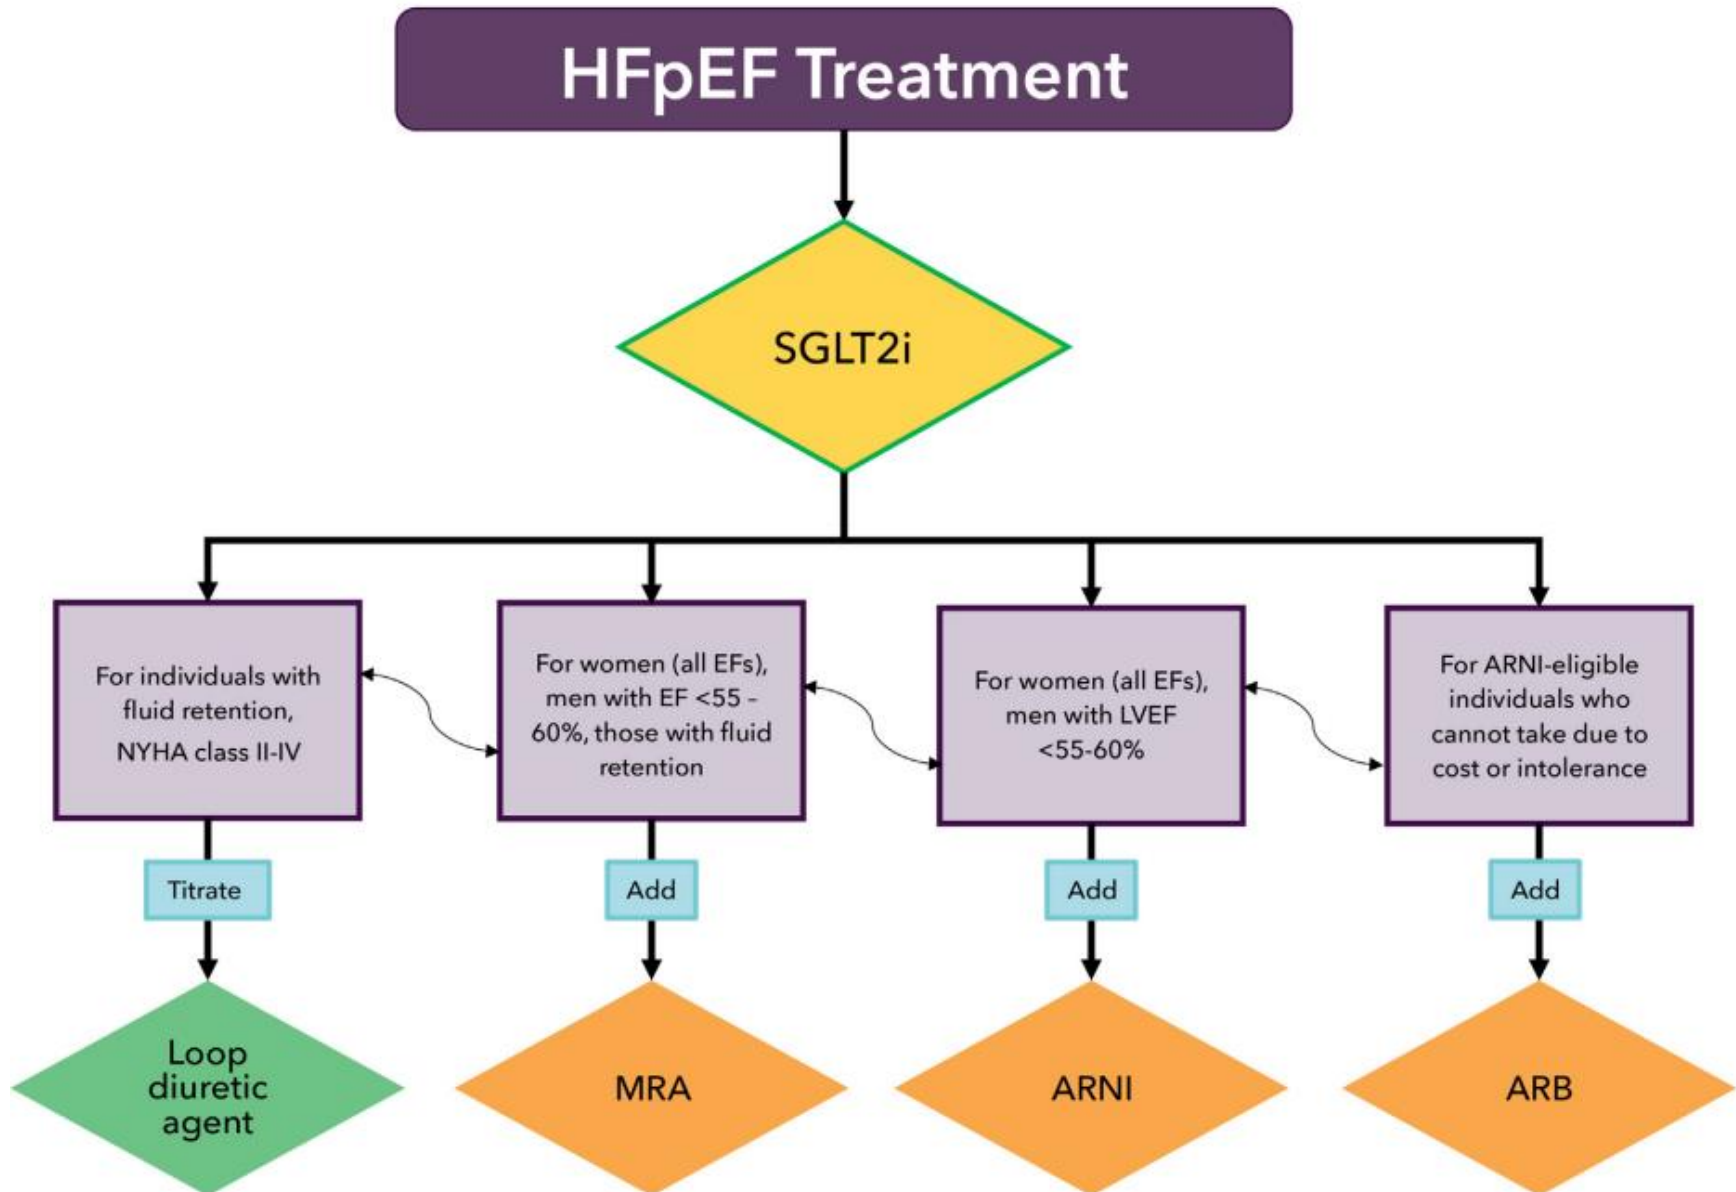 HFpEF Treatment
SGLT2i
For individuals with
fluid retention,
NYHA class II-IV
For women (all EFs),
men with EF <55 –
60%, those with fluid
retention
For women (all EFs),
men with LVEF
<55-60%
For ARNI-eligible
individuals who
cannot take due to
cost or intolerance
Titrate
Add
Add
Add
Loop
diuretic
agent
MRA
ARNI
ARB